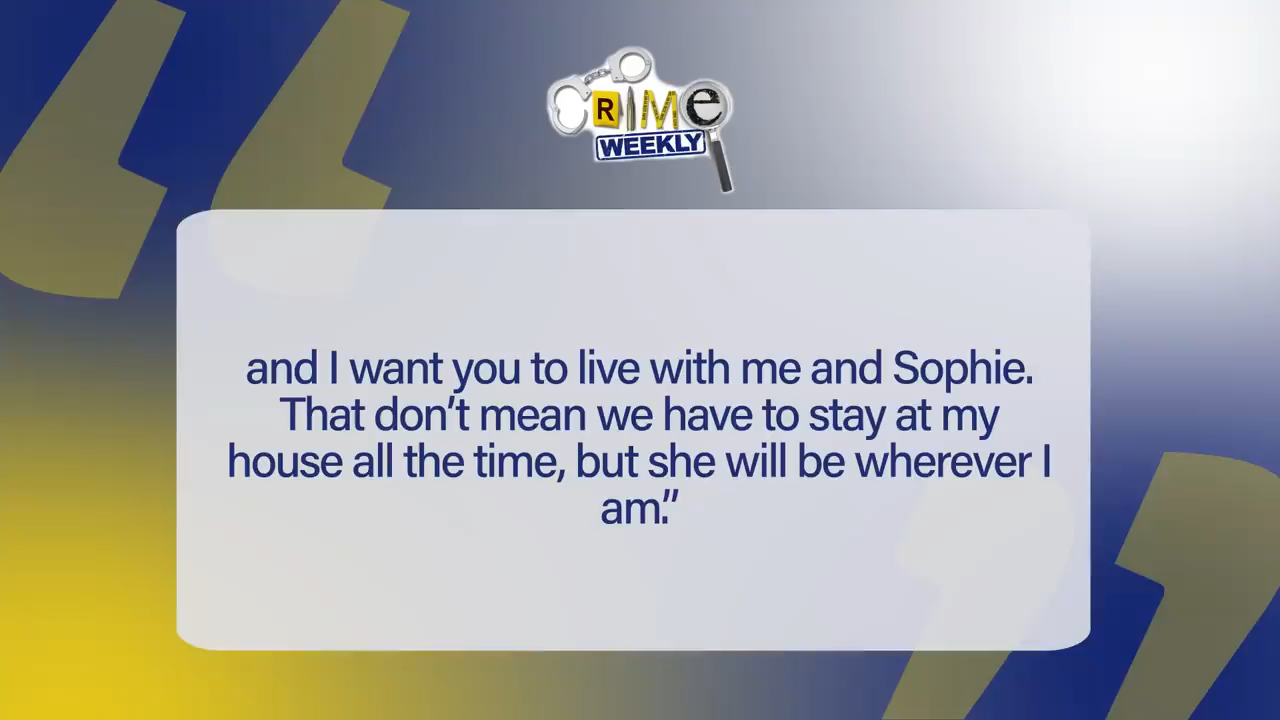 CRIMe
WEEKLY
and I want you to live with me and Sophie.
That don't mean we have to stay at my
house all the time, but she will be wherever I
am.”